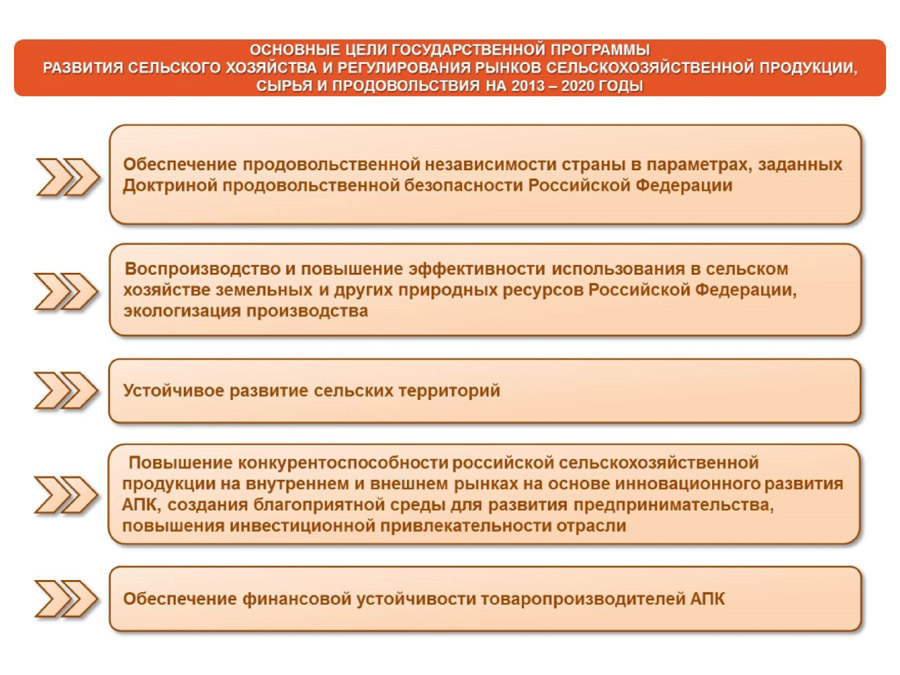 ОСНОВНЫЕ ЦЕЛИ ГОСУДАРСТВЕННОЙ ПРОГРАММЫ
РАЗВИТИЯ СЕЛЬСКОГО ХОЗЯЙСТВА И РЕГУЛИРОВАНИЯ РЫНКОВ СЕЛЬСКОХОЗЯЙСТВЕННОЙ ПРОДУКЦИИ,
СЫРЬЯ И ПРОДОВОЛЬСТВИЯ НА 2013 – 2020 ГОДЫ
Обеспечение продовольственной независимости страны в параметрах, заданных
Доктриной продовольственной безопасности Российской Федерации
Воспроизводство и повышение эффективности использования в сельском
хозяйстве земельных и других природных ресурсов Российской Федерации,
экологизация производства
Устойчивое развитие сельских территорий
Повышение конкурентоспособности российской сельскохозяйственной
продукции на внутреннем и внешнем рынках на основе инновационного развития
АПК, создания благоприятной среды для развития предпринимательства,
повышения инвестиционной привлекательности отрасли
Обеспечение финансовой устойчивости товаропроизводителей АПК